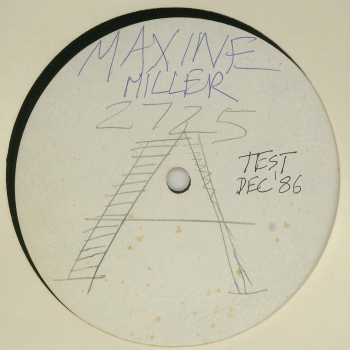 MAXINE
MILLER
2725
A
TEST
DEC '86